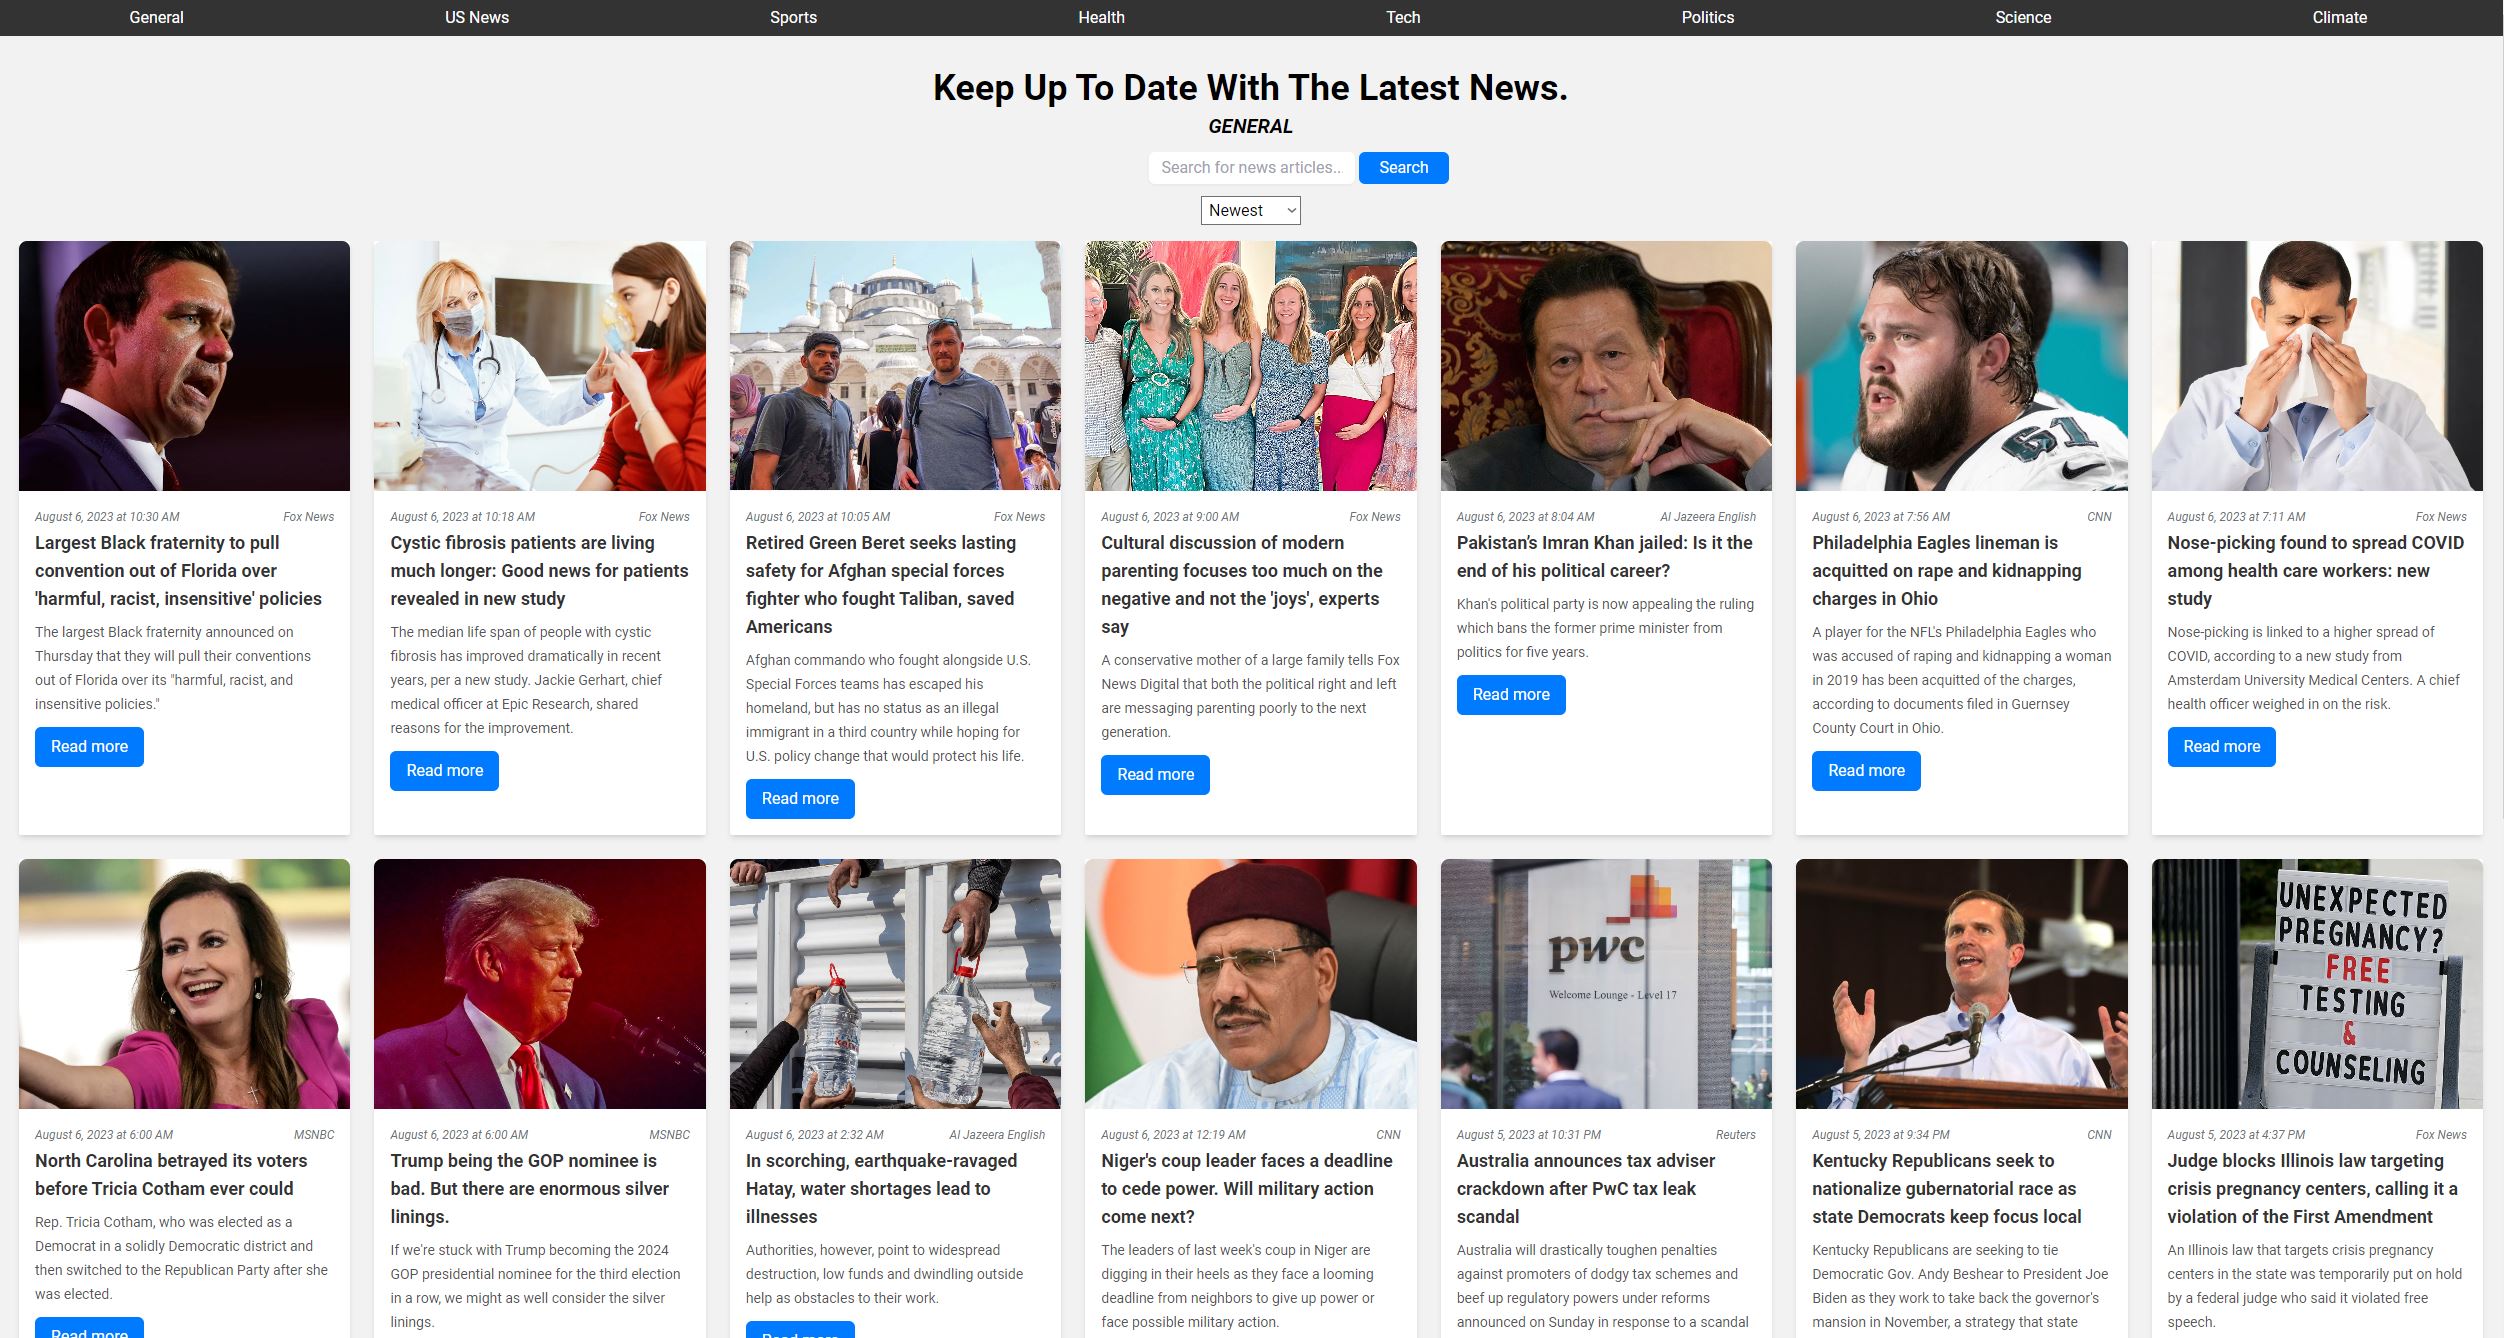 General US News Sports Health Tech Politics Science Climate
Keep Up To Date With The Latest News.
GENERAL
Search for news articles.. Search
Newest
61
August 6, 2023 at 10:30 AM Fox News
Largest Black fraternity to pull
convention out of Florida over
'harmful, racist, insensitive' policies
The largest Black fraternity announced on
Thursday that they will pull their conventions
out of Florida over its "harmful, racist, and
insensitive policies."
Read more
August 6, 2023 at 10:18 AM Fox News
Cystic fibrosis patients are living
much longer: Good news for patients
revealed in new study
The median life span of people with cystic
fibrosis has improved dramatically in recent
years, per a new study. Jackie Gerhart, chief
medical officer at Epic Research, shared
reasons for the improvement.
Read more
August 6, 2023 at 10:05 AM Fox News
Retired Green Beret seeks lasting
safety for Afghan special forces
fighter who fought Taliban, saved
Americans
Afghan commando who fought alongside U.S.
Special Forces teams has escaped his
homeland, but has no status as an illegal
immigrant in a third country while hoping for
U.S. policy change that would protect his life.
Read more
August 6, 2023 at 9:00 AM Fox News
Cultural discussion of modern
parenting focuses too much on the
negative and not the 'joys', experts
say
A conservative mother of a large family tells Fox
News Digital that both the political right and left
are messaging parenting poorly to the next
generation.
Read more
August 6, 2023 at 8:04 AM Al Jazeera English
Pakistan’s Imran Khan jailed: Is it the
end of his political career?
Khan's political party is now appealing the ruling
which bans the former prime minister from
politics for five years.
Read more
August 6, 2023 at 7:56 AM CNN
Philadelphia Eagles lineman is
acquitted on rape and kidnapping
charges in Ohio
A player for the NFL's Philadelphia Eagles who
was accused of raping and kidnapping a woman
in 2019 has been acquitted of the charges,
according to documents filed in Guernsey
County Court in Ohio.
Read more
August 6, 2023 at 7:11 AM Fox News
Nose-picking found to spread COVID
among health care workers: new
study
Nose-picking is linked to a higher spread of
COVID, according to a new study from
Amsterdam University Medical Centers. A chief
health officer weighed in on the risk.
Read more
August 6, 2023 at 6:00 AM MSNBC
North Carolina betrayed its voters
before Tricia Cotham ever could
Rep. Tricia Cotham, who was elected as a
Democrat in a solidly Democratic district and
then switched to the Republican Party after she
was elected.
Read more
August 6, 2023 at 6:00 AM MSNBC
Trump being the GOP nominee is
bad. But there are enormous silver
linings.
If we're stuck with Trump becoming the 2024
GOP presidential nominee for the third election
in a row, we might as well consider the silver
linings.
August 6, 2023 at 2:32 AM Al Jazeera English
In scorching, earthquake-ravaged
Hatay, water shortages lead to
illnesses
Authorities, however, point to widespread
destruction, low funds and dwindling outside
help as obstacles to their work.
Read more
August 6, 2023 at 12:19 AM CNN
Niger's coup leader faces a deadline
to cede power. Will military action
come next?
The leaders of last week's coup in Niger are
digging in their heels as they face a looming
deadline from neighbors to give up power or
face possible military action.
pwc
Welcome Lounge - Level 17
August 5, 2023 at 10:31 PM Reuters
Australia announces tax adviser
crackdown after PwC tax leak
scandal
Australia will drastically toughen penalties
against promoters of dodgy tax schemes and
beef up regulatory powers under reforms
announced on Sunday in response to a scandal
August 5, 2023 at 9:34 PM CNN
Kentucky Republicans seek to
nationalize gubernatorial race as
state Democrats keep focus local
Kentucky Republicans are seeking to tie
Democratic Gov. Andy Beshear to President Joe
Biden as they work to take back the governor's
mansion in November, a strategy that state
UNEXPECTED
PREGNANCY?
FREE
TESTING
&
COUNSELING
August 5, 2023 at 4:37 PM Fox News
Judge blocks Illinois law targeting
crisis pregnancy centers, calling it a
violation of the First Amendment
An Illinois law that targets crisis pregnancy
centers in the state was temporarily put on hold
by a federal judge who said it violated free
speech.